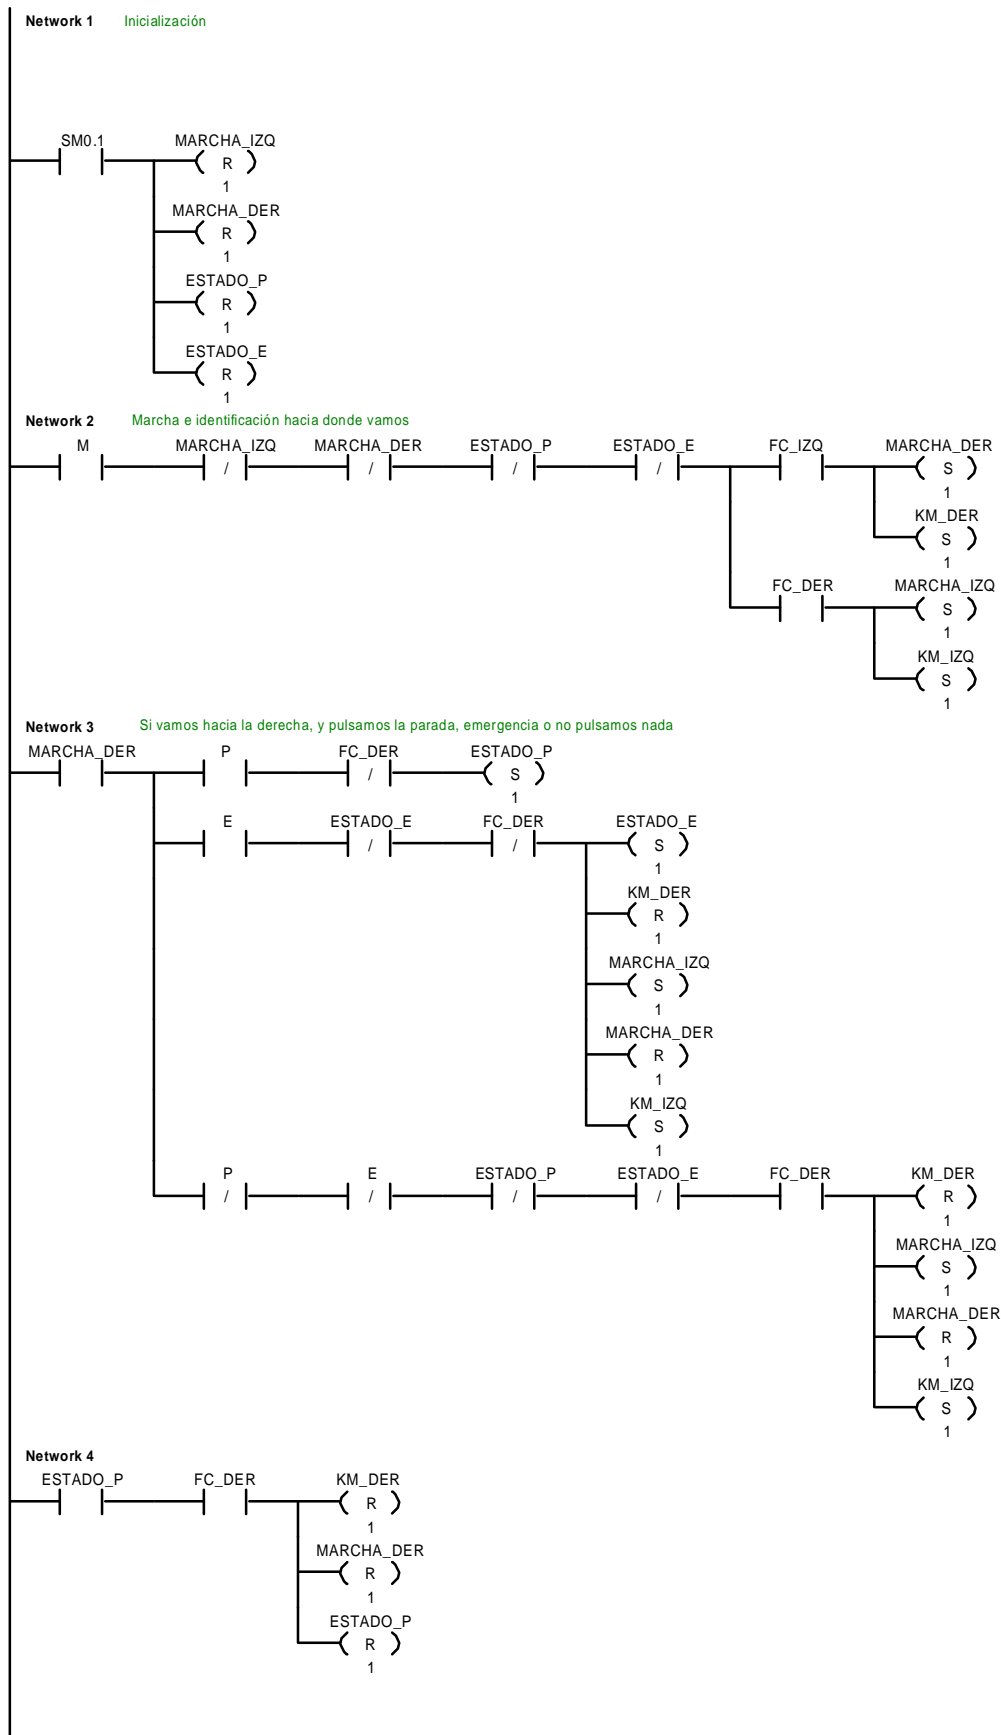 Network 1 Inicialización
SM0.1 MARCHA_IZQ
R
1
MARCHA_DER
R
1
ESTADO_P
R
1
ESTADO_E
R
1
Network 2 Marcha e identificación hacia donde vamos
M MARCHA_IZQ MARCHA_DER ESTADO_P ESTADO_E FC_IZQ MARCHA_DER
/ / / / S
1
KM_DER
S
1
FC_DER MARCHA_IZQ
S
1
KM_IZQ
S
1
Network 3 Si vamos hacia la derecha, y pulsamos la parada, emergencia o no pulsamos nada
MARCHA_DER P FC_DER ESTADO_P
/ S
1
E ESTADO_E FC_DER ESTADO_E
/ / S
1
KM_DER
R
1
MARCHA_IZQ
S
1
MARCHA_DER
R
1
KM_IZQ
S
1
P E ESTADO_P ESTADO_E FC_DER KM_DER
/ / / / R
1
MARCHA_IZQ
S
1
MARCHA_DER
R
1
KM_IZQ
S
1
Network 4
ESTADO_P FC_DER KM_DER
R
1
MARCHA_DER
R
1
ESTADO_P
R
1